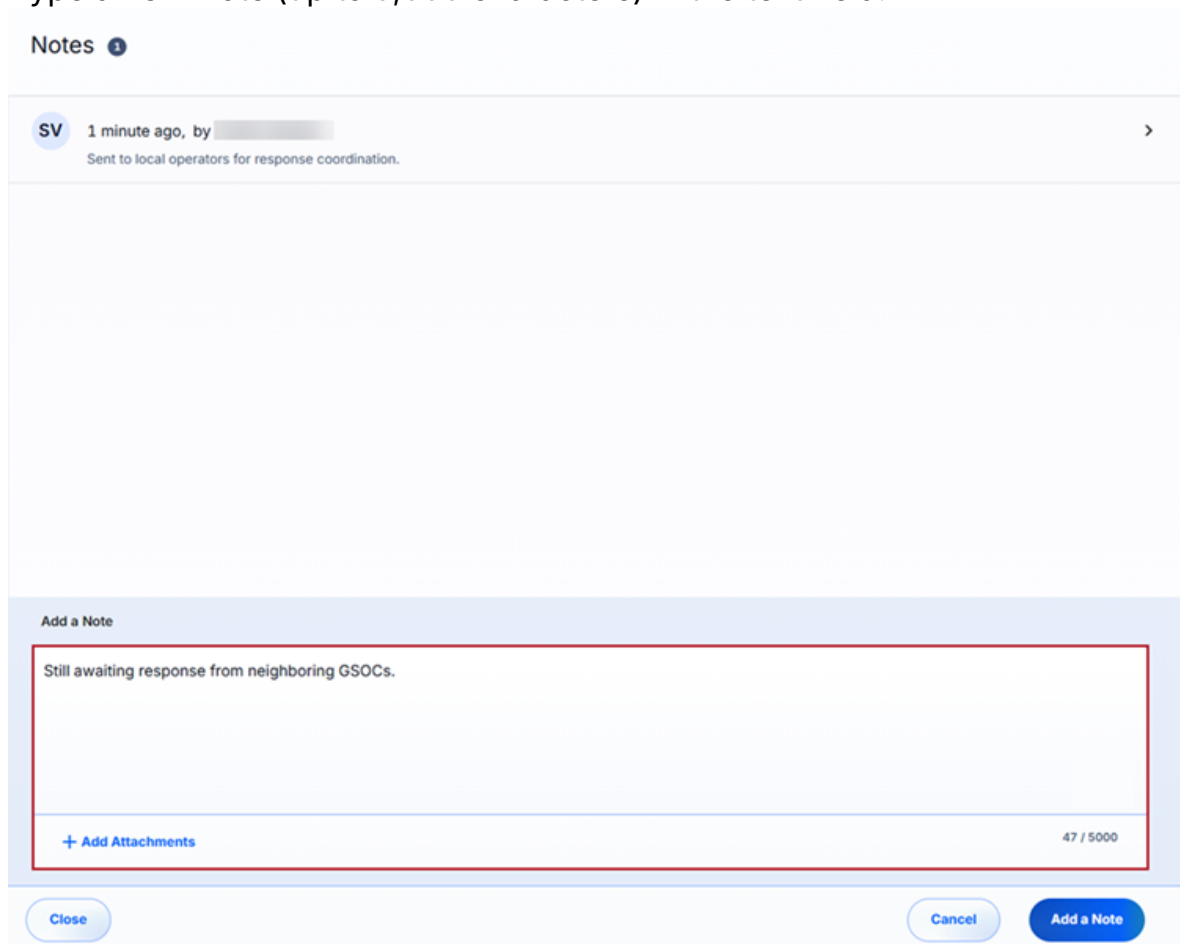 Notes 1
SV 1 minute ago, by
Sent to local operators for response coordination.
Add a Note
Still awaiting response from neighboring GSOCs.
+ Add Attachments 47 / 5000
Close Cancel Add a Note